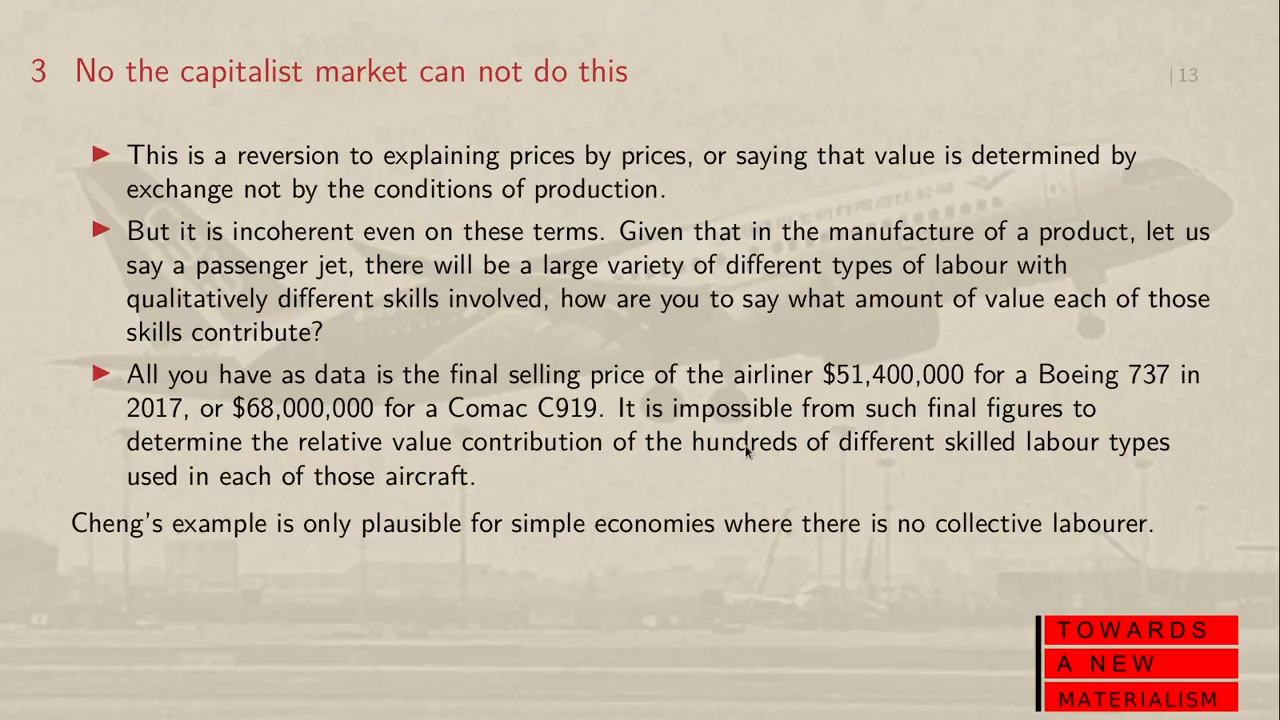 3 No the capitalist market can not do this
| 13
This is a reversion to explaining prices by prices, or saying that value is determined by
exchange not by the conditions of production.
But it is incoherent even on these terms. Given that in the manufacture of a product, let us
say a passenger jet, there will be a large variety of different types of labour with
qualitatively different skills involved, how are you to say what amount of value each of those
skills contribute?
All you have as data is the final selling price of the airliner $51,400,000 for a Boeing 737 in
2017, or $68,000,000 for a Comac C919. It is impossible from such final figures to
determine the relative value contribution of the hundreds of different skilled labour types
used in each of those aircraft.
Cheng's example is only plausible for simple economies where there is no collective labourer.
TOWARDS
A NEW
MATERIALISM